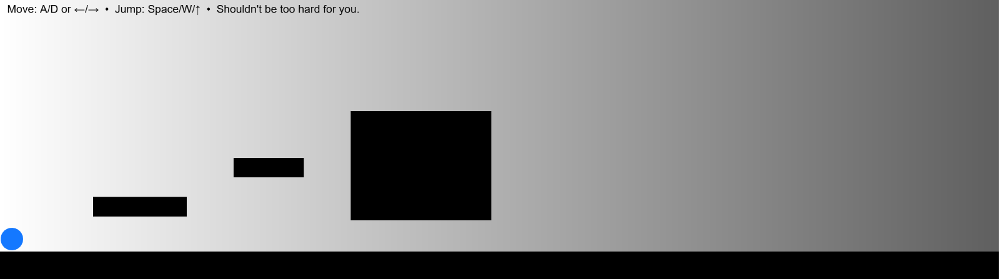 Move: A/D or ←/→ • Jump: Space/W/↑ • Shouldn't be too hard for you.